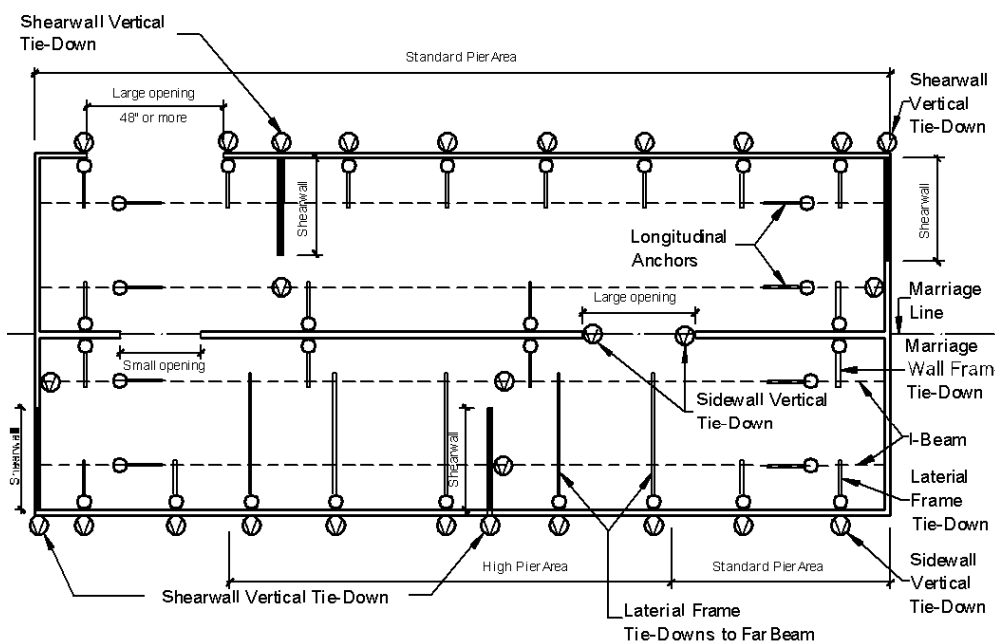 Shearwall Vertical
Tie-Down
Standard Pier Area
Large opening
48" or more
Shearwall
Vertical
Tie-Down
Shearwall
Shearwall
Longitudinal
Anchors
Large opening
Marriage
Line
Small opening
Marriage
Wall Fram
Tie-Down
Sidewall Vertical
Tie-Down
I-Beam
Shearwall
Shearwall
Laterial
Frame
Tie-Down
High Pier Area
Standard Pier Area
Sidewall
Vertical
Tie-Down
Shearwall Vertical Tie-Down
Laterial Frame
Tie-Downs to Far Beam